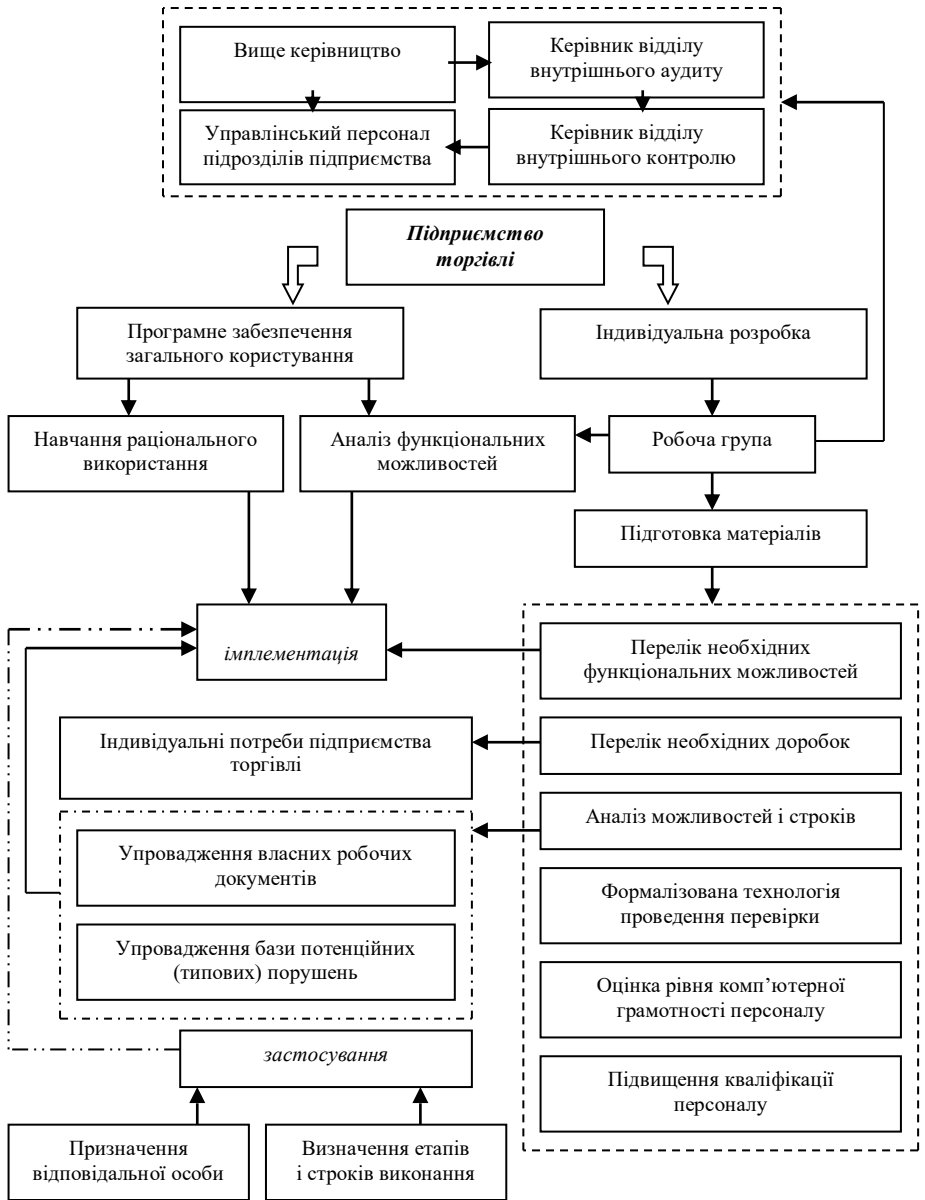 Вище керівництво
Керівник відділу
внутрішнього аудиту
Управлінський персонал
підрозділів підприємства
Керівник відділу
внутрішнього контролю
Підприємство
торгівлі
Програмне забезпечення
загального користування
Індивідуальна розробка
Навчання раціонального
використання
Аналіз функціональних
можливостей
Робоча група
Підготовка матеріалів
імплементація
Перелік необхідних
функціональних можливостей
Індивідуальні потреби підприємства
торгівлі
Перелік необхідних доробок
Аналіз можливостей і строків
Упровадження власних робочих
документів
Формалізована технологія
проведення перевірки
Упровадження бази потенційних
(типових) порушень
Оцінка рівня комп’ютерної
грамотності персоналу
застосування
Підвищення кваліфікації
персоналу
Призначення
відповідальної особи
Визначення етапів
і строків виконання